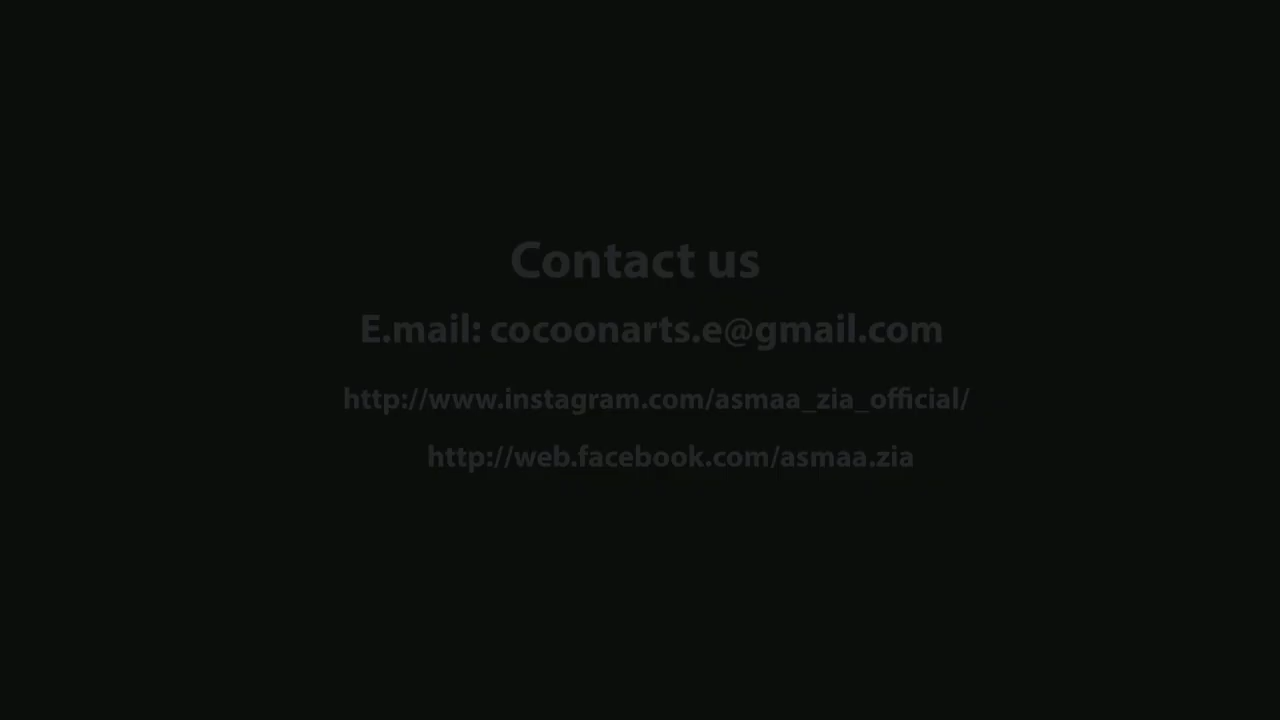 Contact us
E.mail: cocoonarts.e@gmail.com
http://www.instagram.com/asmaa_zia_official/
http://web.facebook.com/asmaa.zia